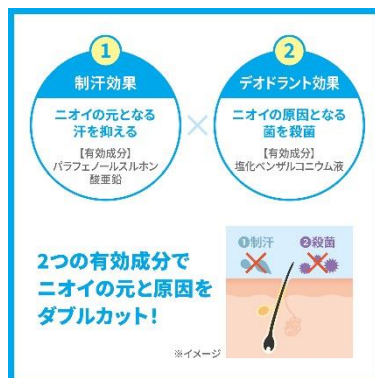 1
制汗効果
ニオイの元となる
汗を抑える
【有効成分】
パラフェノールスルホン
酸亜鉛
×
2
デオドラント効果
ニオイの原因となる
菌を殺菌
【有効成分】
塩化ベンザルコニウム液
2つの有効成分で
ニオイの元と原因を
ダブルカット!
❶制汗
❷殺菌
※イメージ